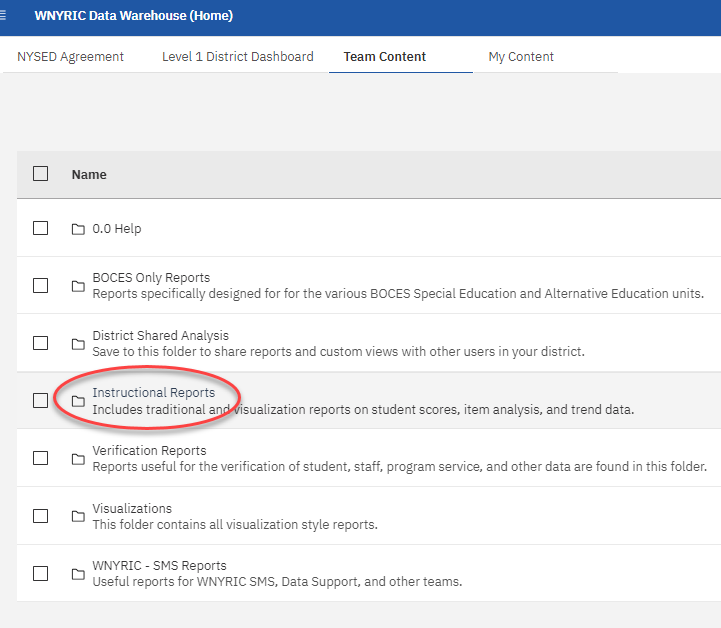 WNYRIC Data Warehouse (Home)
NYSED Agreement Level 1 District Dashboard Team Content My Content
Name
0.0 Help
BOCES Only Reports
Reports specifically designed for for the various BOCES Special Education and Alternative Education units.
District Shared Analysis
Save to this folder to share reports and custom views with other users in your district.
Instructional Reports
Includes traditional and visualization reports on student scores, item analysis, and trend data.
Verification Reports
Reports useful for the verification of student, staff, program service, and other data are found in this folder.
Visualizations
This folder contains all visualization style reports.
WNYRIC - SMS Reports
Useful reports for WNYRIC SMS, Data Support, and other teams.